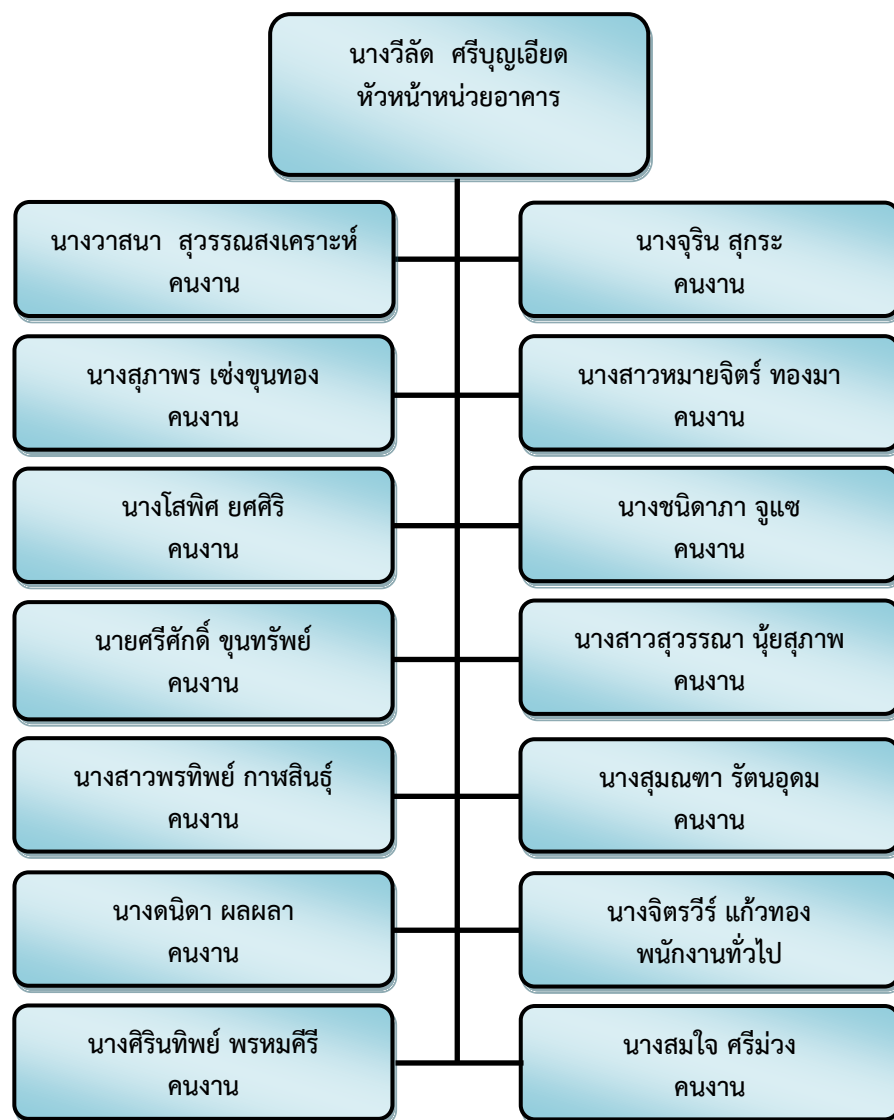 นางวีลัด ศรีบุญเอียด
หัวหน้าหน่วยอาคาร
นางวาสนา สุวรรณสงเคราะห์
คนงาน
นางจุริน สุกระ
คนงาน
นางสุภาพร เซ่งขุนทอง
คนงาน
นางสาวหมายจิตร์ ทองมา
คนงาน
นางโสพิศ ยศศิริ
คนงาน
นางชนิดาภา จูแซ
คนงาน
นายศรีศักดิ์ ขุนทรัพย์
คนงาน
นางสาวสุวรรณา นุ้ยสุภาพ
คนงาน
นางสาวพรทิพย์ กาฬสินธุ์
คนงาน
นางสุมณฑา รัตนอุดม
คนงาน
นางดนิดา ผลผลา
คนงาน
นางจิตรวีร์ แก้วทอง
พนักงานทั่วไป
นางศิรินทิพย์ พรหมคีรี
คนงาน
นางสมใจ ศรีม่วง
คนงาน